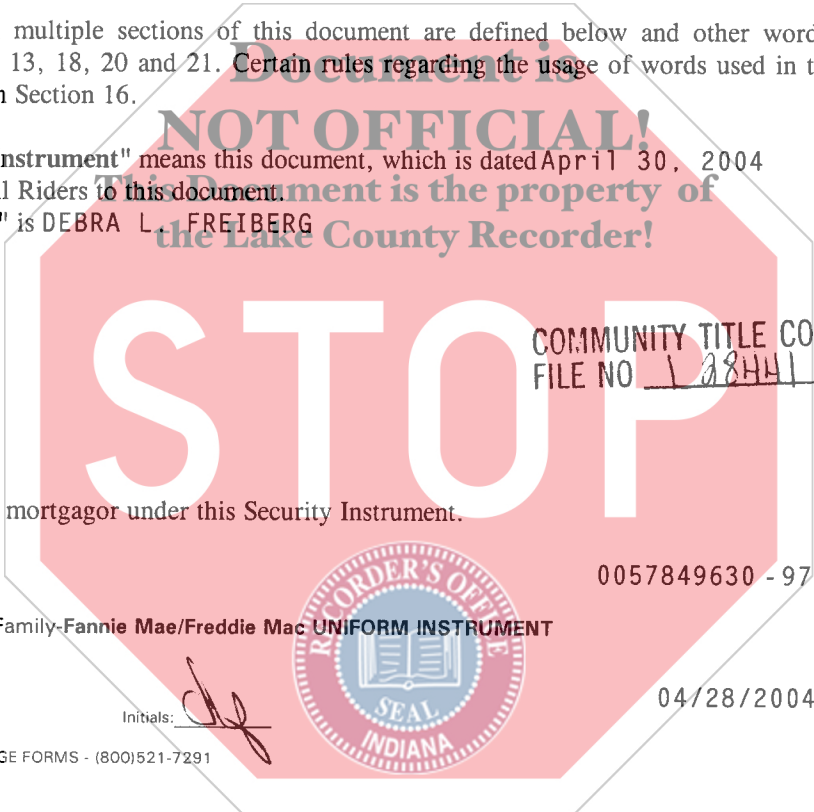 multiple sections of this document are defined below and other word
Document is
13, 18, 20 and 21. Certain rules regarding the usage of words used in t
Section 16.
NOT OFFICIAL!
nstrument" means this document, which is dated April 30, 2004
l Riders to this document.
This Document is the property of
" is DEBRA L. FREIBERG
the Lake County Recorder!
STOP
COMMUNITY TITLE CO
FILE NO 128441
mortgagor under this Security Instrument.
0057849630 - 97
RECORDER'S OFFICE
SEAL
INDIANA
Family-Fannie Mae/Freddie Mac UNIFORM INSTRUMENT
Initials:
04/28/2004
GE FORMS - (800)521-7291